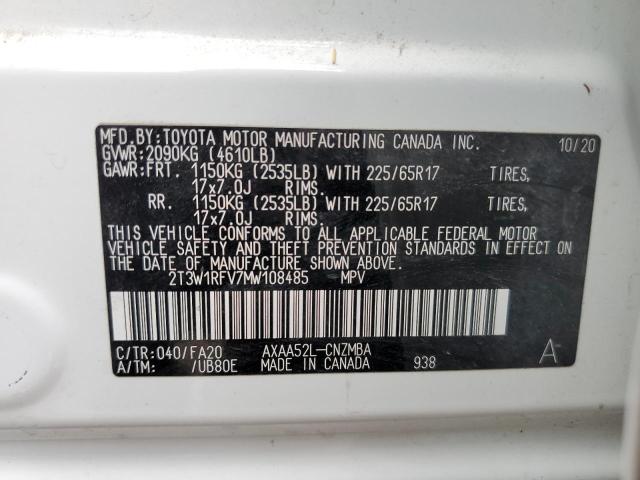 MFD.BY:TOYOTA MOTOR MANUFACTURING CANADA INC. 10/20
GVWR:2090KG (4610LB)
GAWR:FRT. 1150KG (2535LB) WITH 225/65R17 TIRES,
17x7.0J RIMS.
RR. 1150KG (2535LB) WITH 225/65R17 TIRES,
17x7.0J RIMS.
THIS VEHICLE CONFORMS TO ALL APPLICABLE FEDERAL MOTOR
VEHICLE SAFETY AND THEFT PREVENTION STANDARDS IN EFFECT ON
THE DATE OF MANUFACTURE SHOWN ABOVE.
2T3W1RFV7MW108485 MPV
C/TR:040/FA20 AXAA52L-CNZMBA A-
A/TM: /UB80E MADE IN CANADA 938